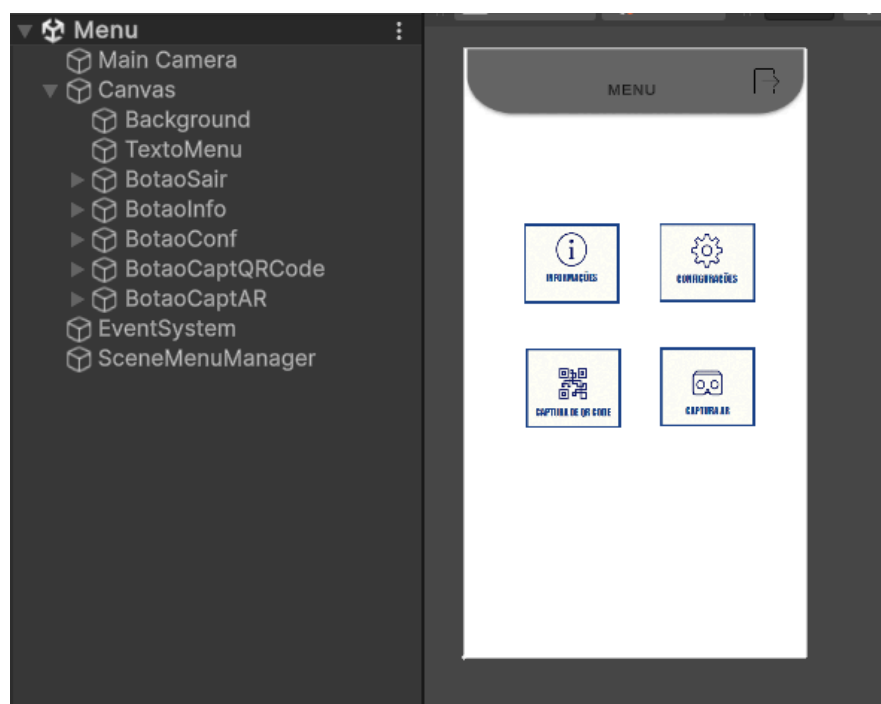 Menu
Main Camera
Canvas
Background
TextoMenu
BotaoSair
BotaoInfo
BotaoConf
BotaoCaptQRCode
BotaoCaptAR
EventSystem
SceneMenuManager
MENU
INFORMAÇÕES
CONFIGURAÇÕES
CAPTURA DE QR CODE
CAPTURA AR